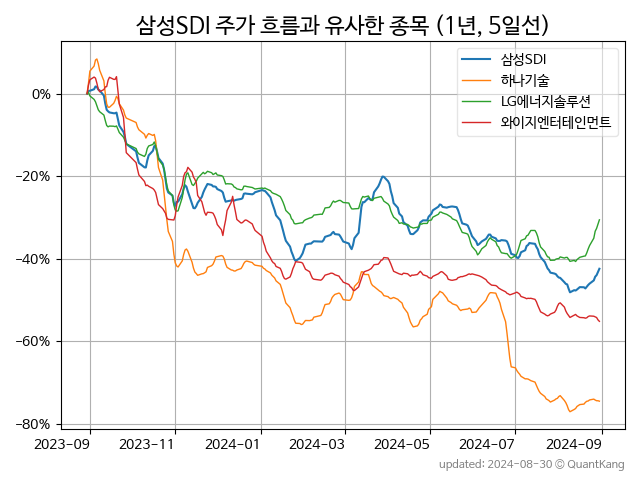 삼성SDI 주가 흐름과 유사한 종목 (1년, 5일선)
삼성SDI
하나기술
LG에너지솔루션
와이지엔터테인먼트
0%
−20%
−40%
−60%
−80%
2023-09 2023-11 2024-01 2024-03 2024-05 2024-07 2024-09
updated: 2024-08-30 © QuantKang